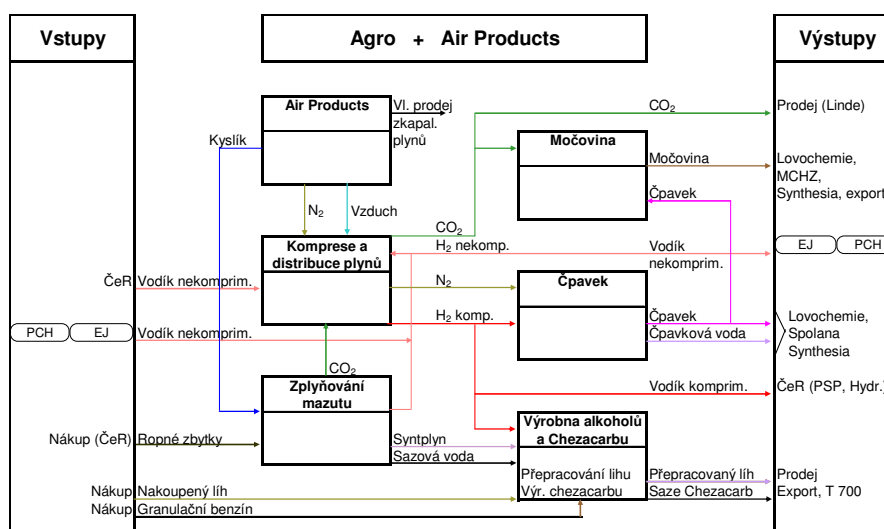 Vstupy
Agro + Air Products
Výstupy
Air Products
Vl. prodej
zkapal.
plynů
CO2
Prodej (Linde)
Kyslík
Močovina
Močovina
Lovochemie,
MCHZ,
Synthesia, export
Čpavek
N2
Vzduch
CO2
Komprese a
distribuce plynů
H2 nekomp.
Vodík
nekomprim.
EJ
PCH
ČeR
Vodík nekomprim.
N2
Čpavek
PCH
EJ
Vodík nekomprim.
H2 komp.
Čpavek
Čpavková voda
Lovochemie,
Spolana
Synthesia
CO2
Zplyňování
mazutu
Vodík komprim.
ČeR (PSP, Hydr.)
Výrobna alkoholů
a Chezacarbu
Nákup (ČeR)
Ropné zbytky
Syntplyn
Sazová voda
Přepracování lihu
Výr. chezacarbu
Přepracovaný líh
Saze Chezacarb
Prodej
Export, T 700
Nákup
Nakoupený líh
Nákup
Granulační benzín